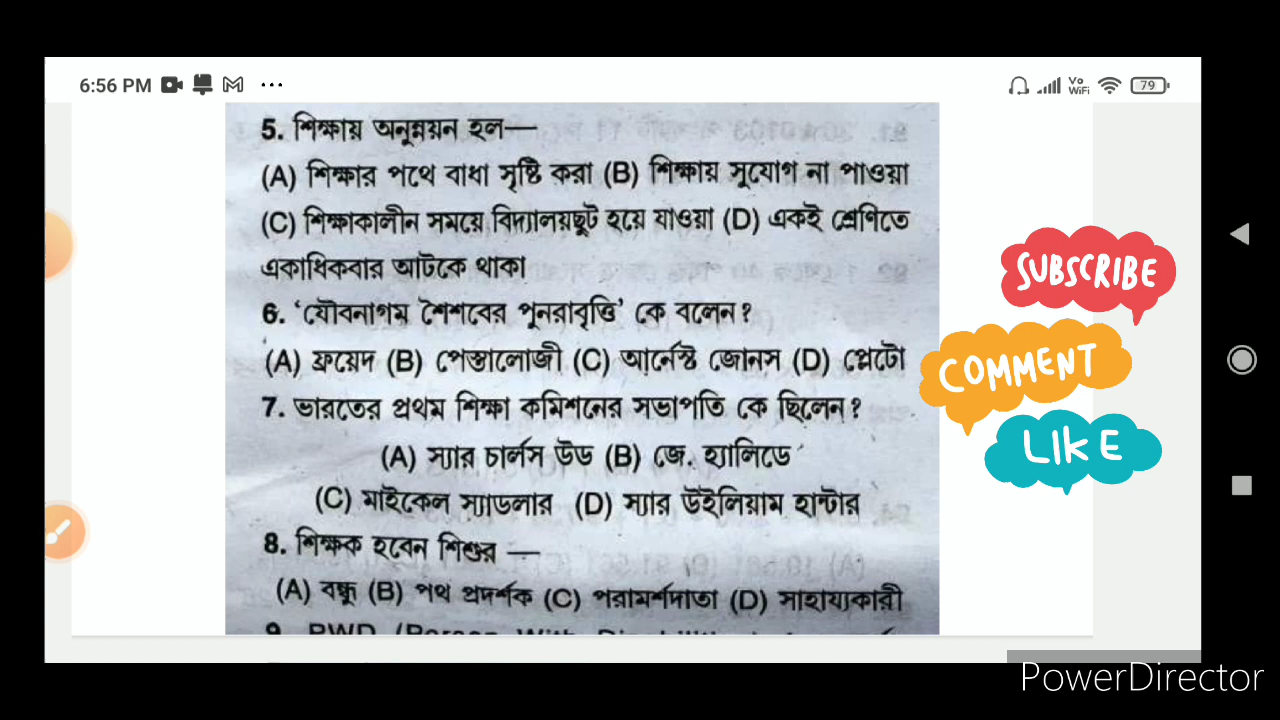 6:56 PM ...
Vo WiFi 79
5. শিক্ষায় অনুন্নয়ন হল—
(A) শিক্ষার পথে বাধা সৃষ্টি করা (B) শিক্ষায় সুযোগ না পাওয়া
(C) শিক্ষাকালীন সময়ে বিদ্যালয়ছুট হয়ে যাওয়া (D) একই শ্রেণিতে
একাধিকবার আটকে থাকা
6. ‘যৌবনাগম শৈশবের পুনরাবৃত্তি’ কে বলেন?
(A) ফ্রয়েদ (B) পেস্তালোজী (C) আর্নেস্ট জোনস (D) প্লেটো
7. ভারতের প্রথম শিক্ষা কমিশনের সভাপতি কে ছিলেন?
(A) স্যার চার্লস উড (B) জে. হ্যালিডে
(C) মাইকেল স্যাডলার (D) স্যার উইলিয়াম হান্টার
8. শিক্ষক হবেন শিশুর —
(A) বন্ধু (B) পথ প্রদর্শক (C) পরামর্শদাতা (D) সাহায্যকারী
SUBSCRIBE
COMMENT
LIKE
PowerDirector